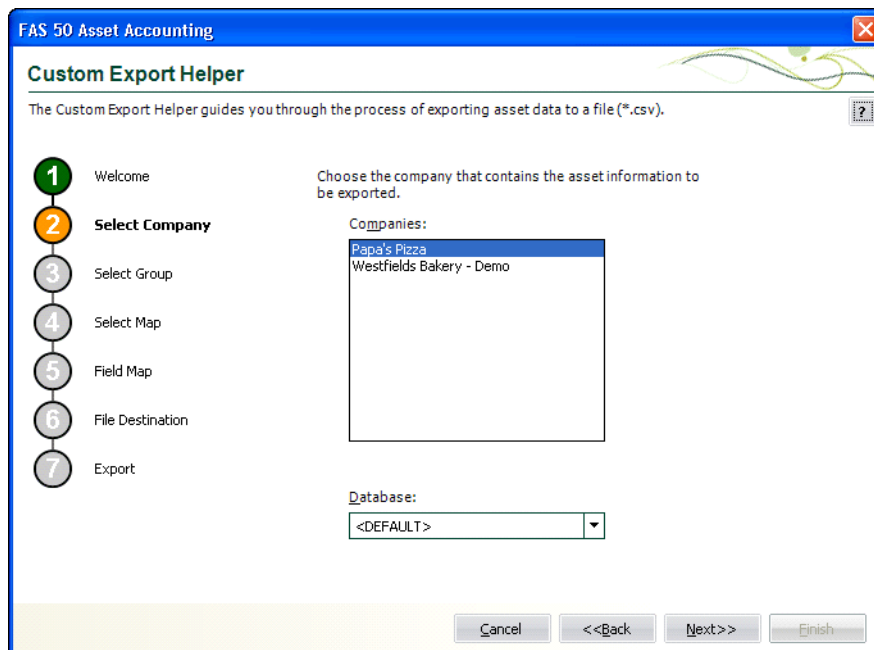 FAS 50 Asset Accounting
Custom Export Helper
The Custom Export Helper guides you through the process of exporting asset data to a file (*.csv).
?
1 Welcome
2 Select Company
3 Select Group
4 Select Map
5 Field Map
6 File Destination
7 Export
Choose the company that contains the asset information to
be exported.
Companies:
Papa's Pizza
Westfields Bakery - Demo
Database:
<DEFAULT>
Cancel
<<Back
Next>>
Finish